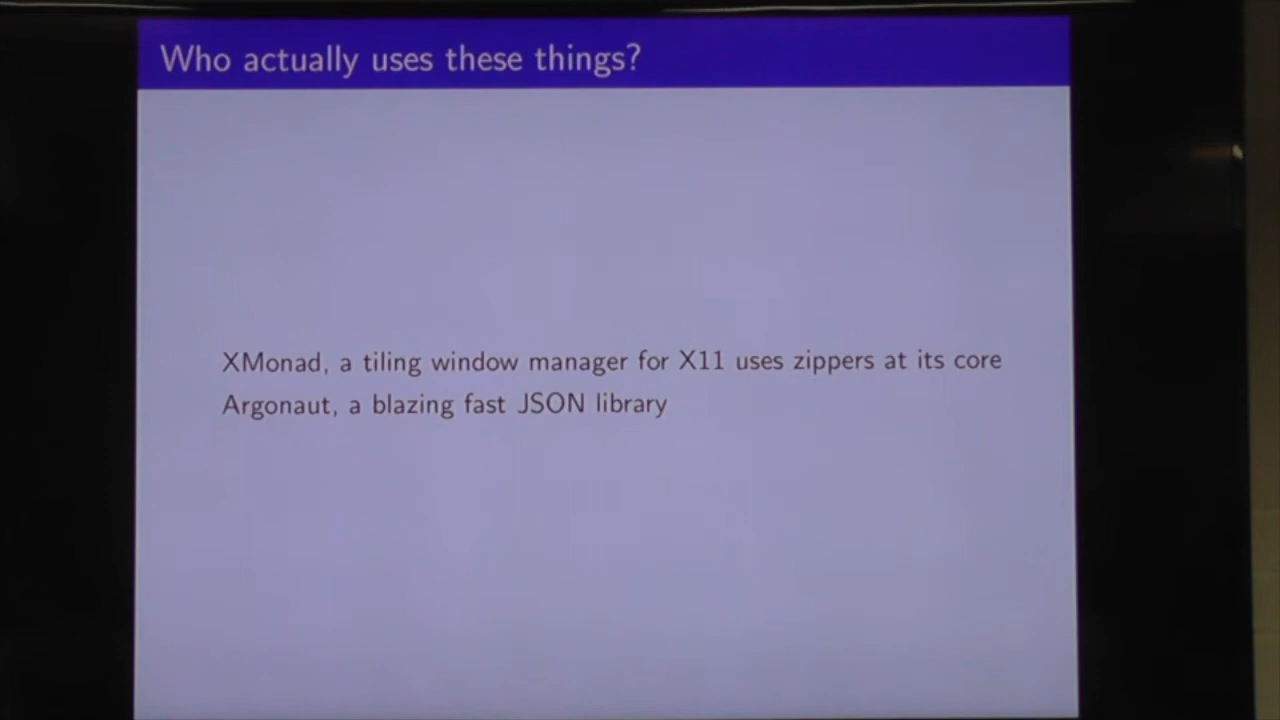 Who actually uses these things?
XMonad, a tiling window manager for X11 uses zippers at its core
Argonaut, a blazing fast JSON library